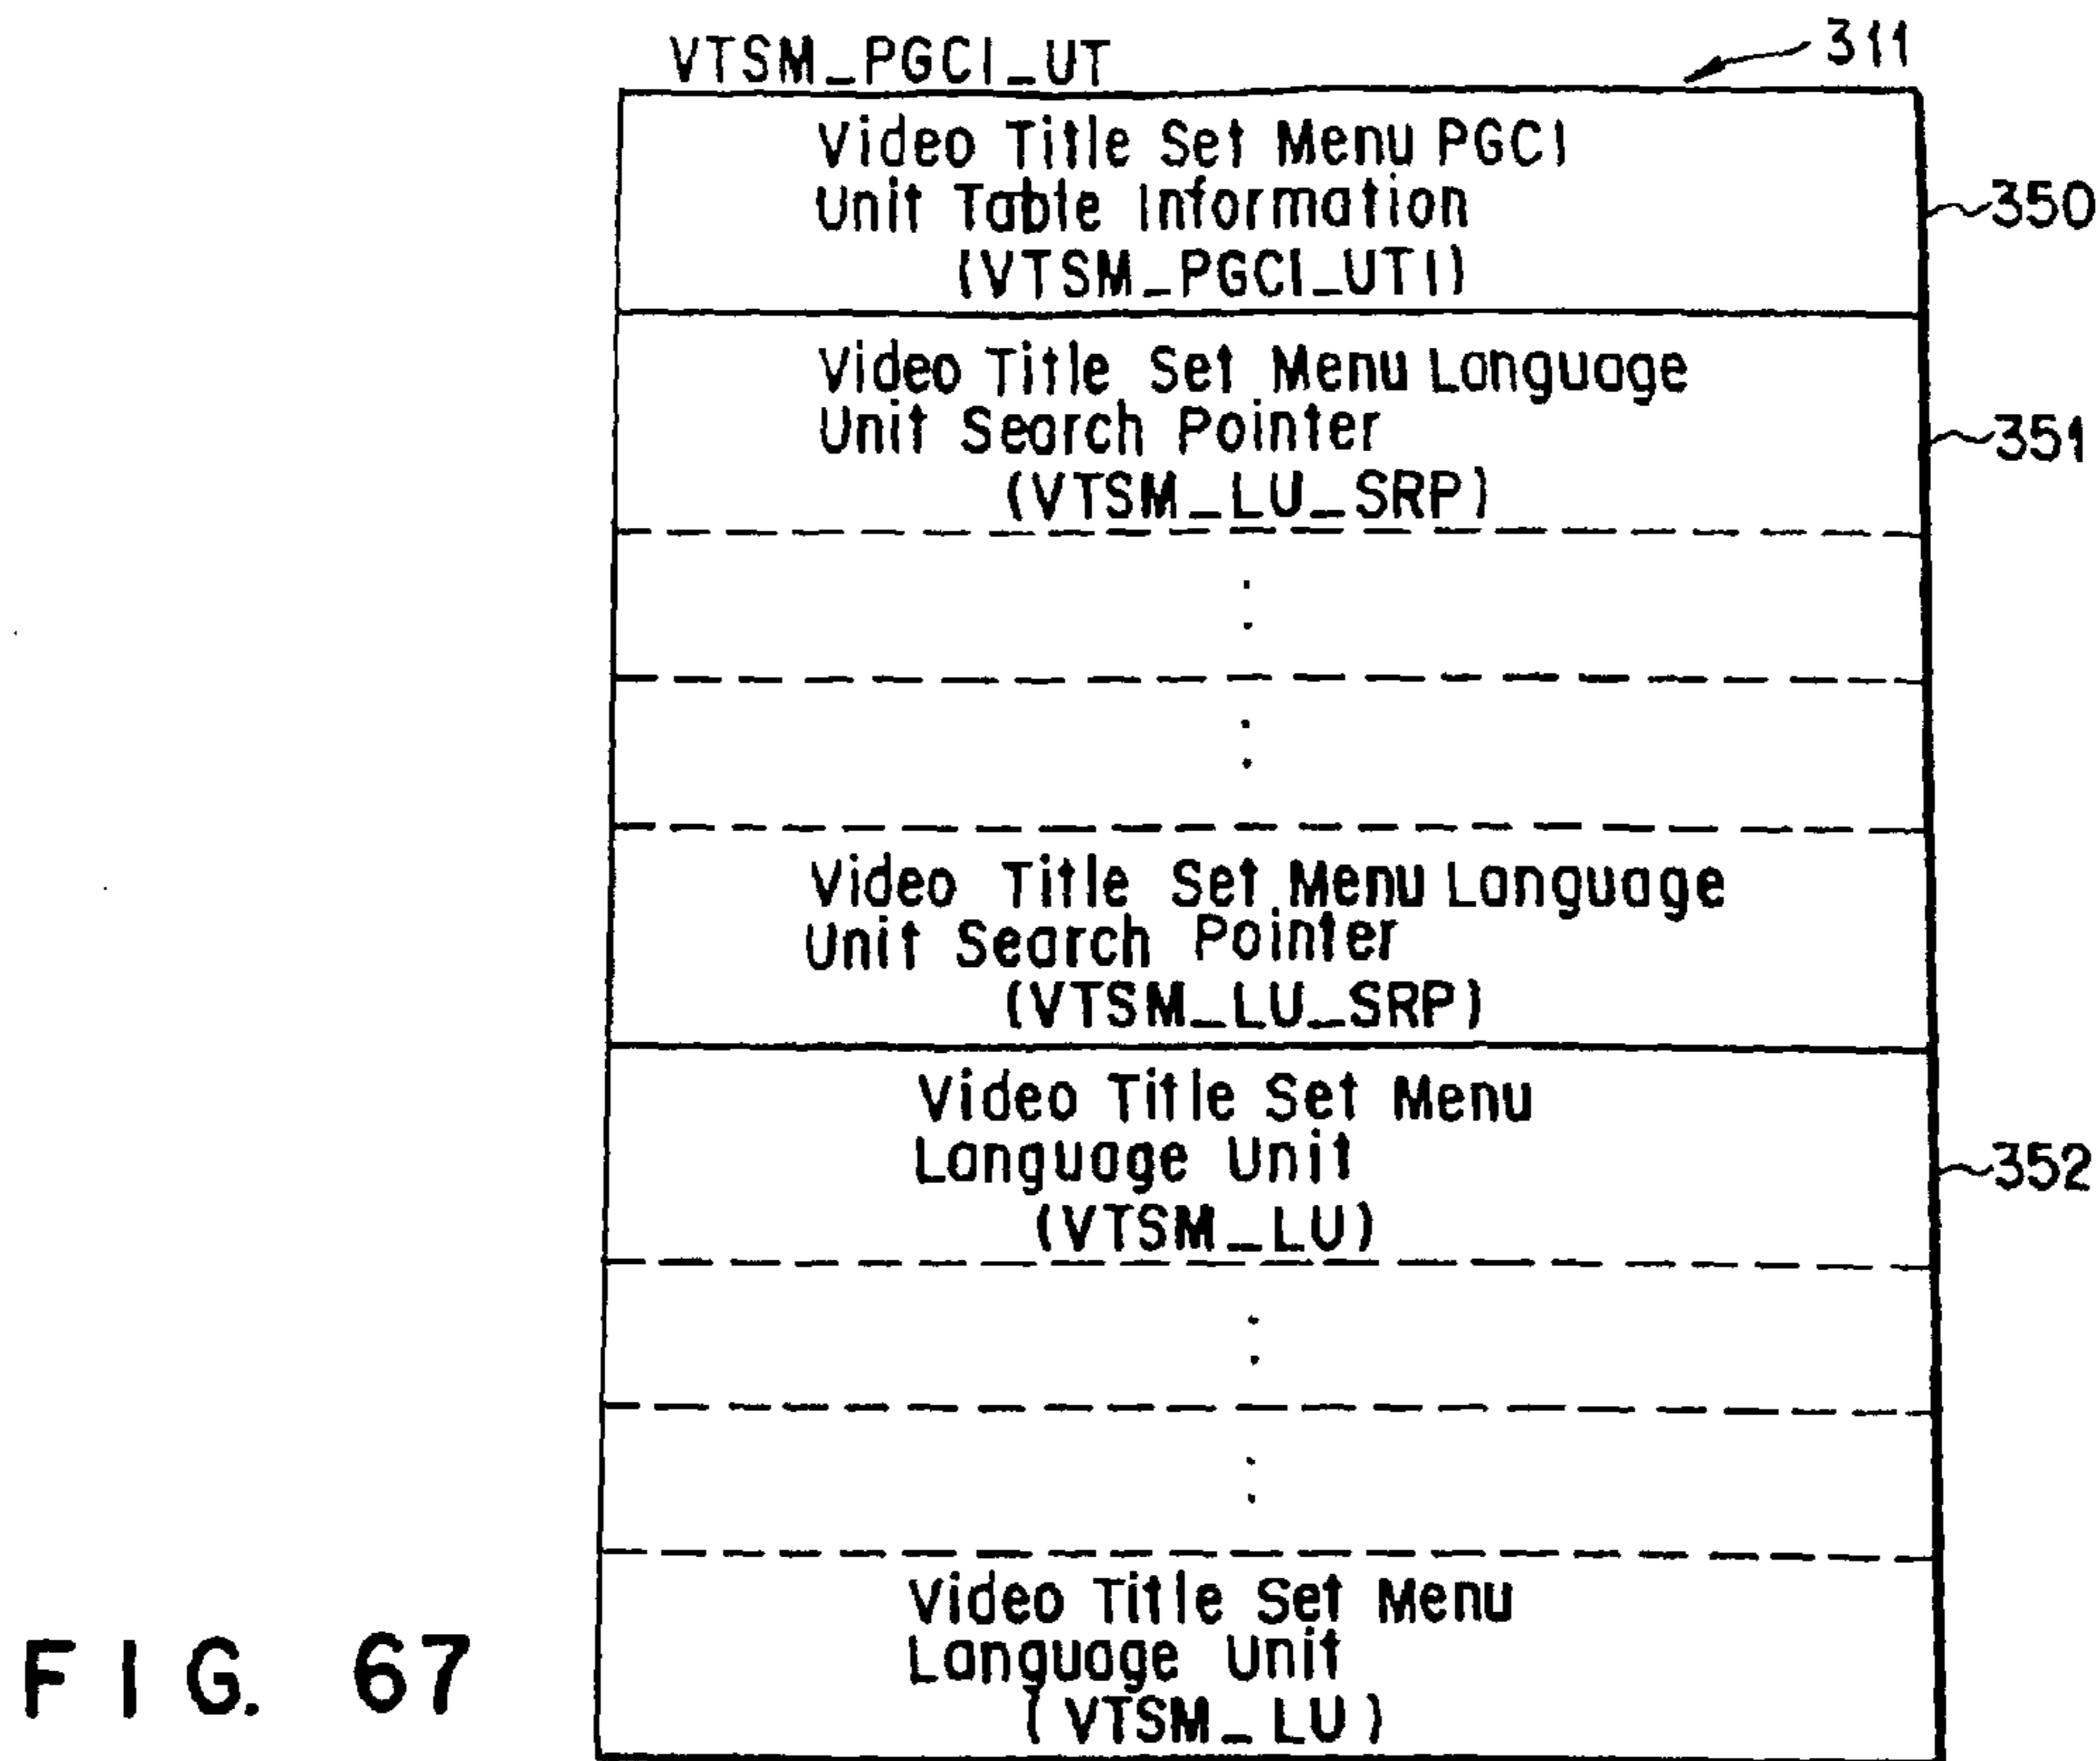 VTSM_PGCI_UT
311
Video Title Set Menu PGCI
Unit Table Information
(VTSM_PGCI_UTI)
350
Video Title Set Menu Language
Unit Search Pointer
(VTSM_LU_SRP)
351
Video Title Set Menu Language
Unit Search Pointer
(VTSM_LU_SRP)
Video Title Set Menu
Language Unit
(VTSM_LU)
352
Video Title Set Menu
Language Unit
(VTSM_LU)
FIG. 67